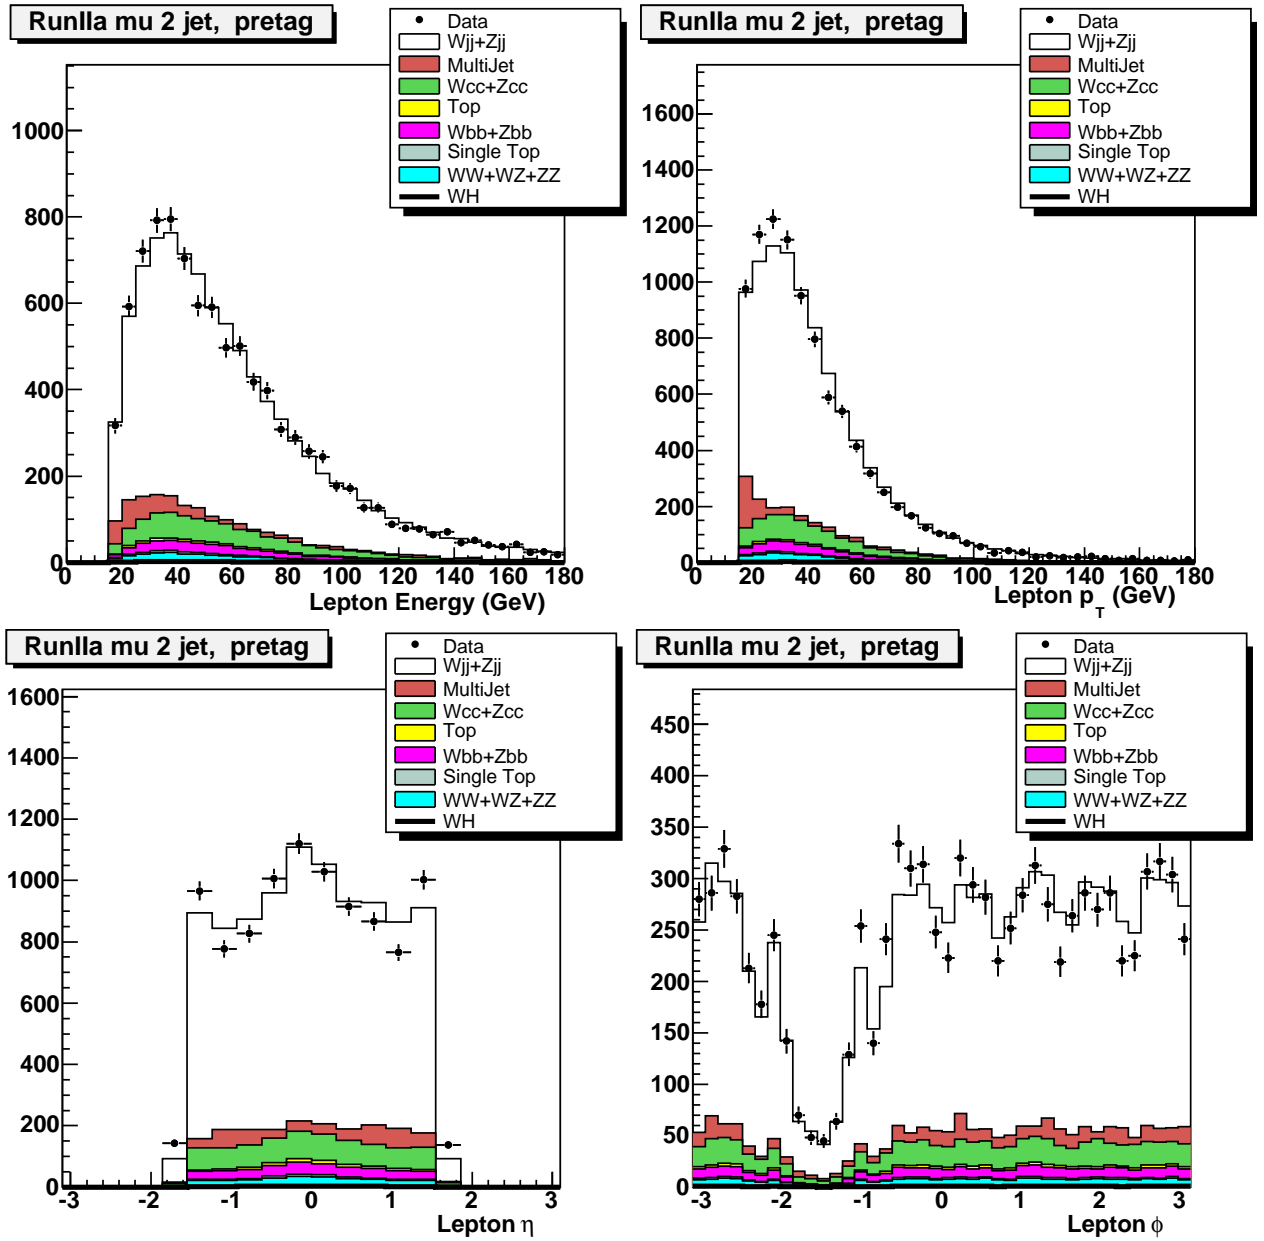 RunIIa mu 2 jet, pretag
Data
Wjj+Zjj
MultiJet
Wcc+Zcc
Top
Wbb+Zbb
Single Top
WW+WZ+ZZ
WH
1000
800
600
400
200
0
0 20 40 60 80 100 120 140 160 180
Lepton Energy (GeV)
RunIIa mu 2 jet, pretag
Data
Wjj+Zjj
MultiJet
Wcc+Zcc
Top
Wbb+Zbb
Single Top
WW+WZ+ZZ
WH
1600
1400
1200
1000
800
600
400
200
0
0 20 40 60 80 100 120 140 160 180
Lepton p_T (GeV)
RunIIa mu 2 jet, pretag
Data
Wjj+Zjj
MultiJet
Wcc+Zcc
Top
Wbb+Zbb
Single Top
WW+WZ+ZZ
WH
1600
1400
1200
1000
800
600
400
200
0
-3 -2 -1 0 1 2 3
Lepton η
RunIIa mu 2 jet, pretag
Data
Wjj+Zjj
MultiJet
Wcc+Zcc
Top
Wbb+Zbb
Single Top
WW+WZ+ZZ
WH
450
400
350
300
250
200
150
100
50
0
-3 -2 -1 0 1 2 3
Lepton ϕ